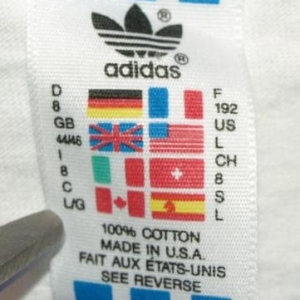 adidas
D
8
GB
44/46
I
8
C
L/G
F
192
US
L
CH
8
S
L
100% COTTON
MADE IN U.S.A.
FAIT AUX ÉTATS-UNIS
SEE REVERSE